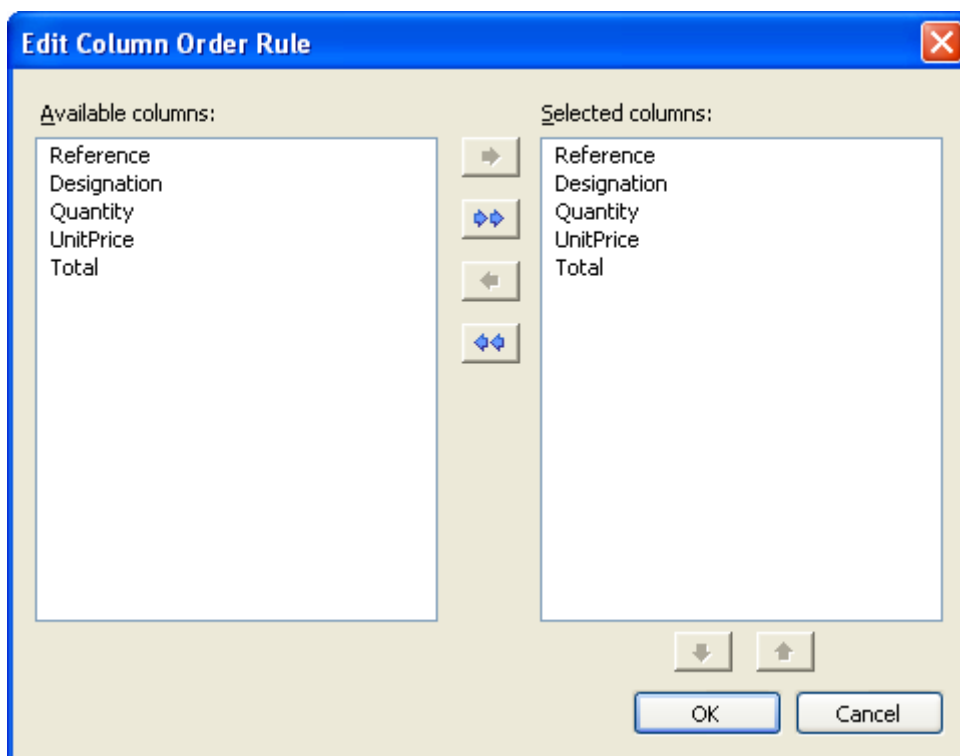 Edit Column Order Rule
Available columns:
Reference
Designation
Quantity
UnitPrice
Total
Selected columns:
Reference
Designation
Quantity
UnitPrice
Total
OK
Cancel